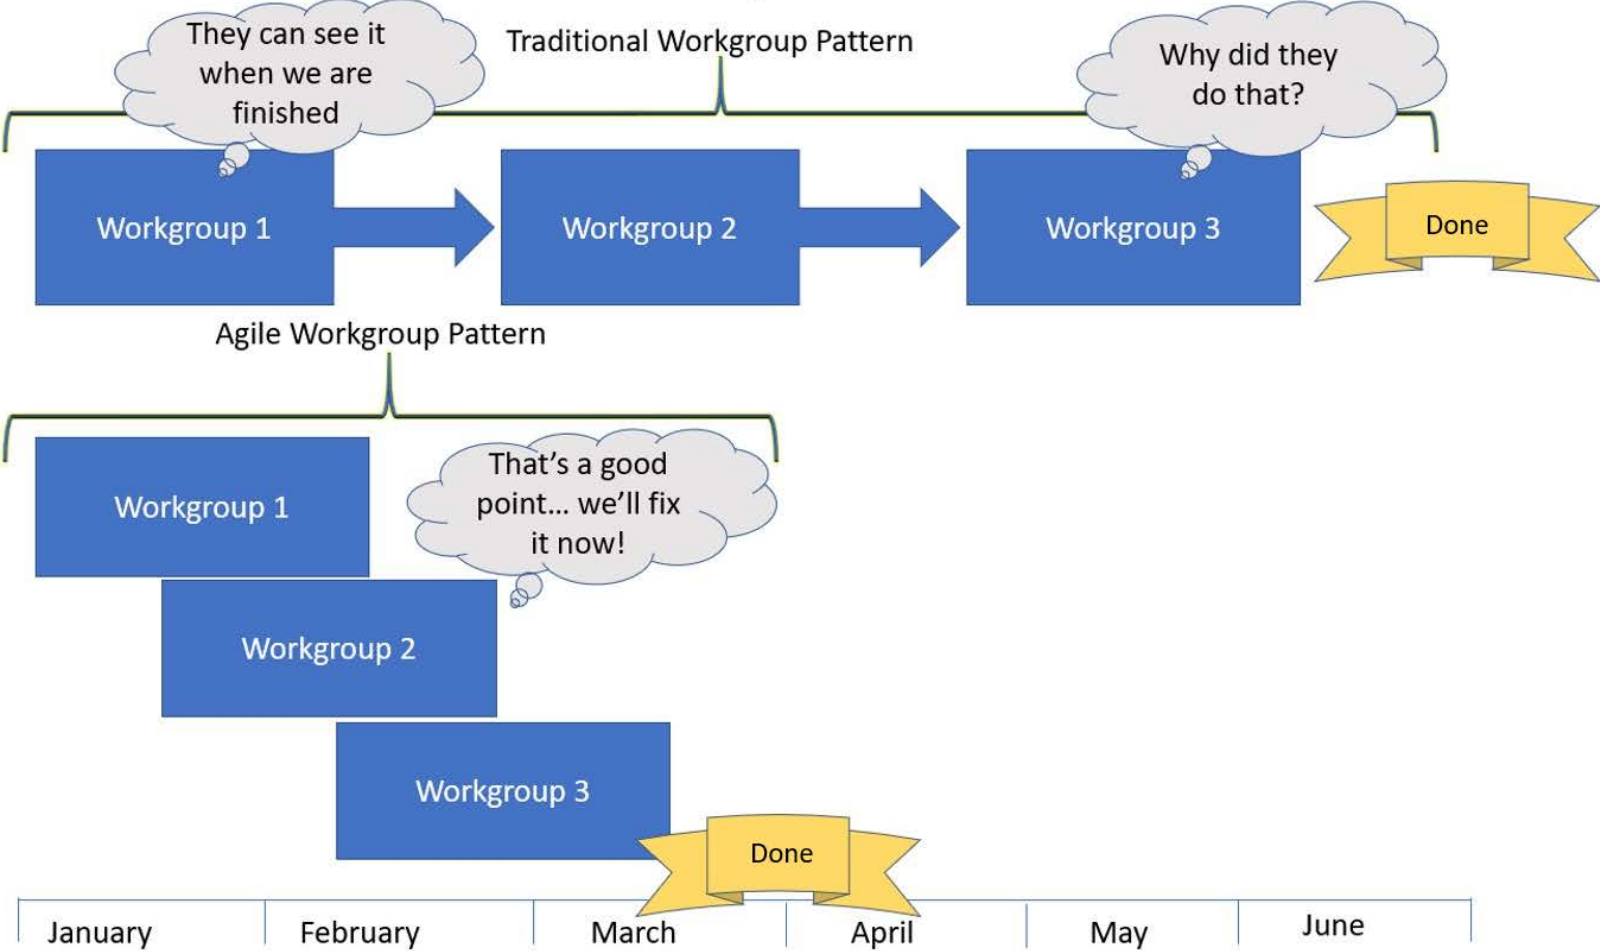 They can see it
when we are
finished
Traditional Workgroup Pattern
Why did they
do that?
Workgroup 1
Workgroup 2
Workgroup 3
Done
Agile Workgroup Pattern
Workgroup 1
That's a good
point... we'll fix
it now!
Workgroup 2
Workgroup 3
Done
January
February
March
April
May
June